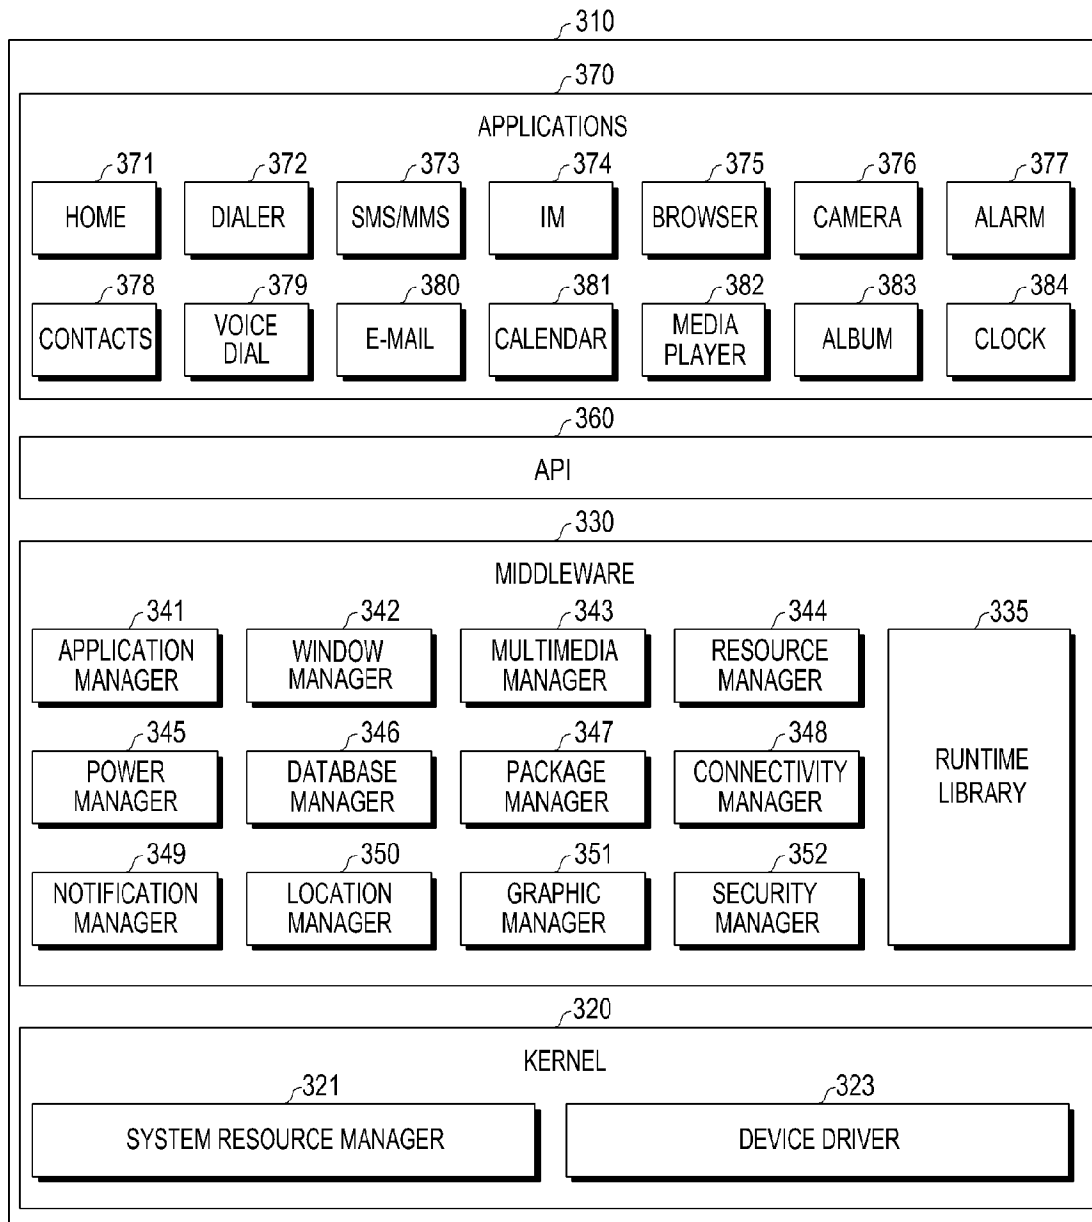 310
370
APPLICATIONS
371 372 373 374 375 376 377
HOME DIALER SMS/MMS IM BROWSER CAMERA ALARM
378 379 380 381 382 383 384
CONTACTS VOICE DIAL E-MAIL CALENDAR MEDIA PLAYER ALBUM CLOCK
360
API
330
MIDDLEWARE
341 342 343 344 335
APPLICATION MANAGER WINDOW MANAGER MULTIMEDIA MANAGER RESOURCE MANAGER
345 346 347 348
POWER MANAGER DATABASE MANAGER PACKAGE MANAGER CONNECTIVITY MANAGER RUNTIME LIBRARY
349 350 351 352
NOTIFICATION MANAGER LOCATION MANAGER GRAPHIC MANAGER SECURITY MANAGER
320
KERNEL
321 323
SYSTEM RESOURCE MANAGER DEVICE DRIVER